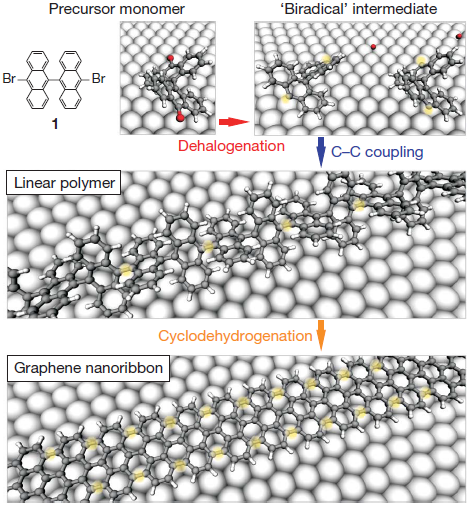 Precursor monomer
'Biradical' intermediate
Br
Br
1
Dehalogenation
C–C coupling
Linear polymer
Cyclodehydrogenation
Graphene nanoribbon